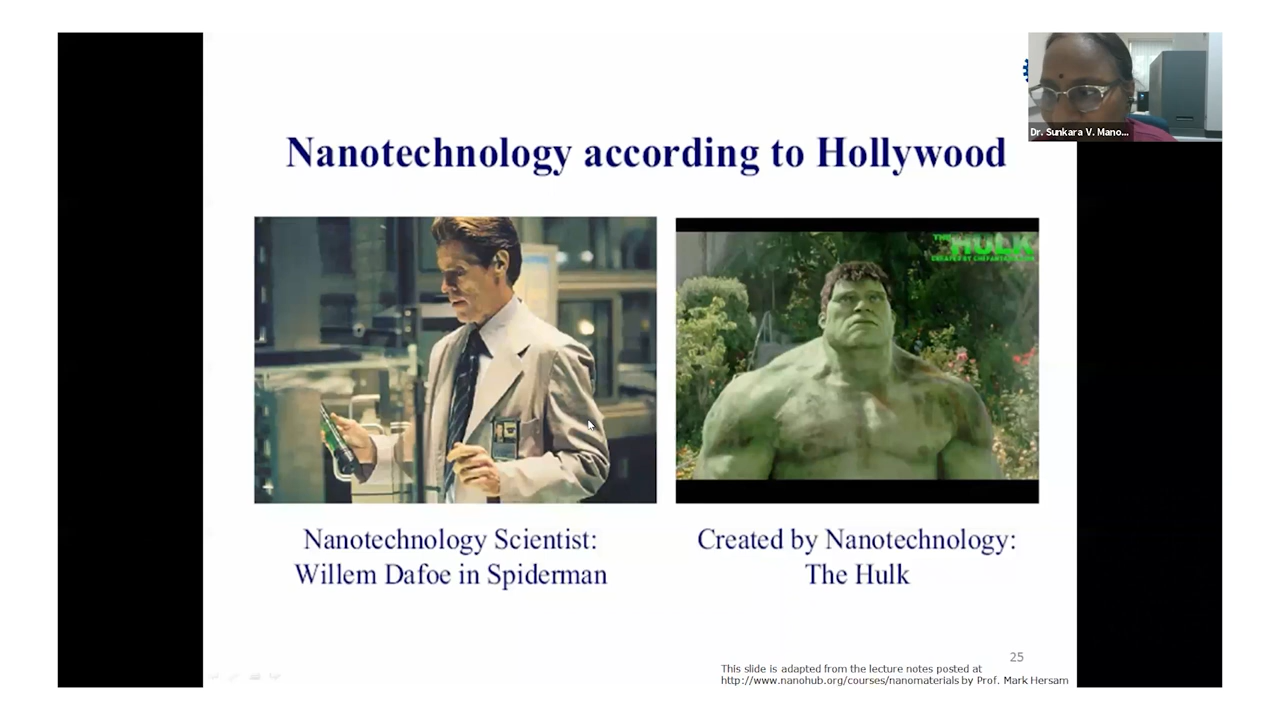 Dr. Sunkara V. Mano...
Nanotechnology according to Hollywood
THE
HULK
Nanotechnology Scientist:
Willem Dafoe in Spiderman
Created by Nanotechnology:
The Hulk
25
This slide is adapted from the lecture notes posted at
http://www.nanohub.org/courses/nanomaterials by Prof. Mark Hersam